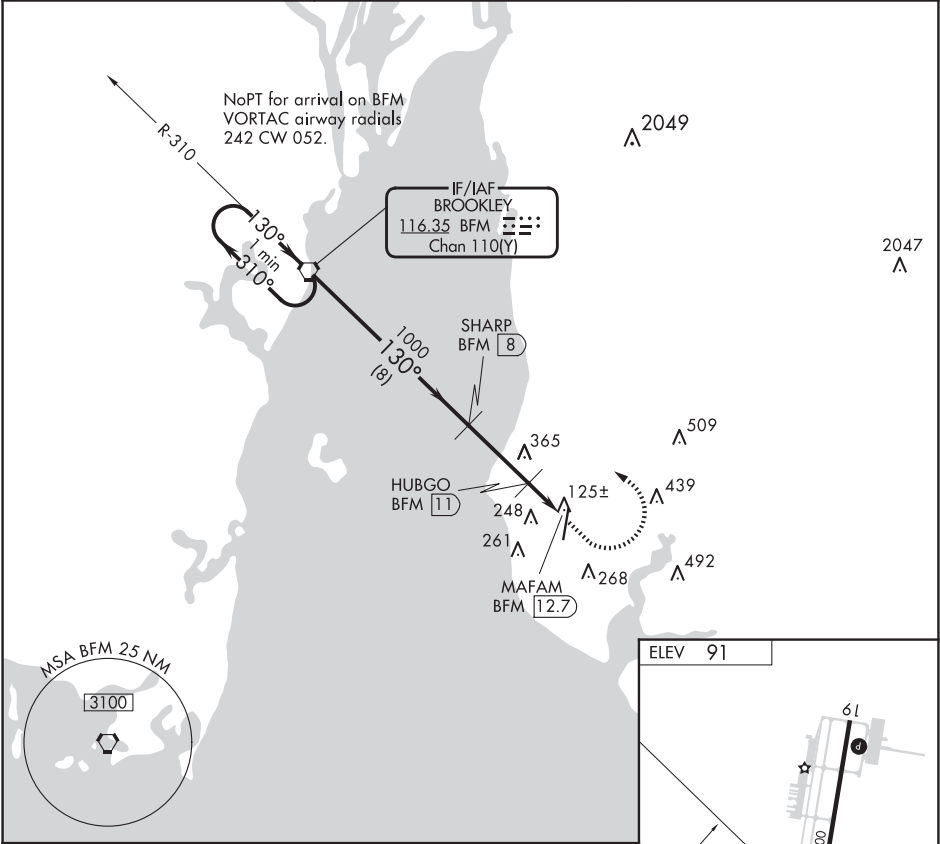 NoPT for arrival on BFM
VORTAC airway radials
242 CW 052.
R-310
2049
IF/IAF
BROOKLEY
116.35 BFM
Chan 110(Y)
130°
1 min
310°
2047
1000
130°
(8)
SHARP
BFM 8
365
509
HUBGO
BFM 11
125±
439
248
261
268
492
MAFAM
BFM 12.7
MSA BFM 25 NM
3100
ELEV 91
19
P
00